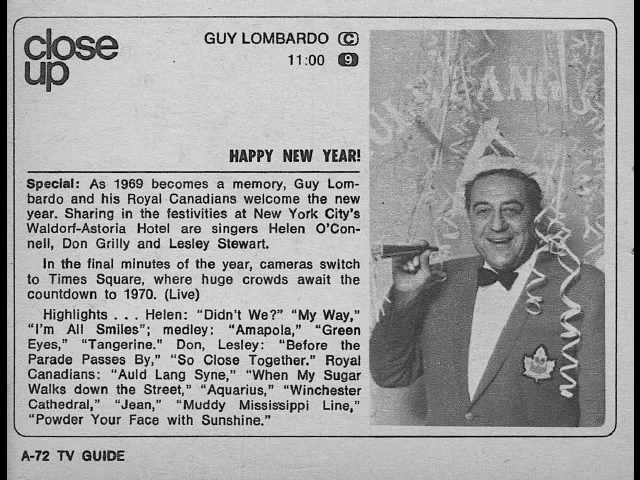 close
up
GUY LOMBARDO C
11:00 9
HAPPY NEW YEAR!
Special: As 1969 becomes a memory, Guy Lom-
bardo and his Royal Canadians welcome the
new year. Sharing in the festivities at New York City's
Waldorf-Astoria Hotel are singers Helen O'Con-
nell, Don Grilly and Lesley Stewart.
In the final minutes of the year, cameras switch
to Times Square, where huge crowds await the
countdown to 1970. (Live)
Highlights . . . Helen: "Didn't We?" "My Way,"
"I'm All Smiles"; medley: "Amapola," "Green
Eyes," "Tangerine." Don, Lesley: "Before the
Parade Passes By," "So Close Together." Royal
Canadians: "Auld Lang Syne," "When My Sugar
Walks down the Street," "Aquarius," "Winchester
Cathedral," "Jean," "Muddy Mississippi Line,"
"Powder Your Face with Sunshine."
A-72 TV GUIDE